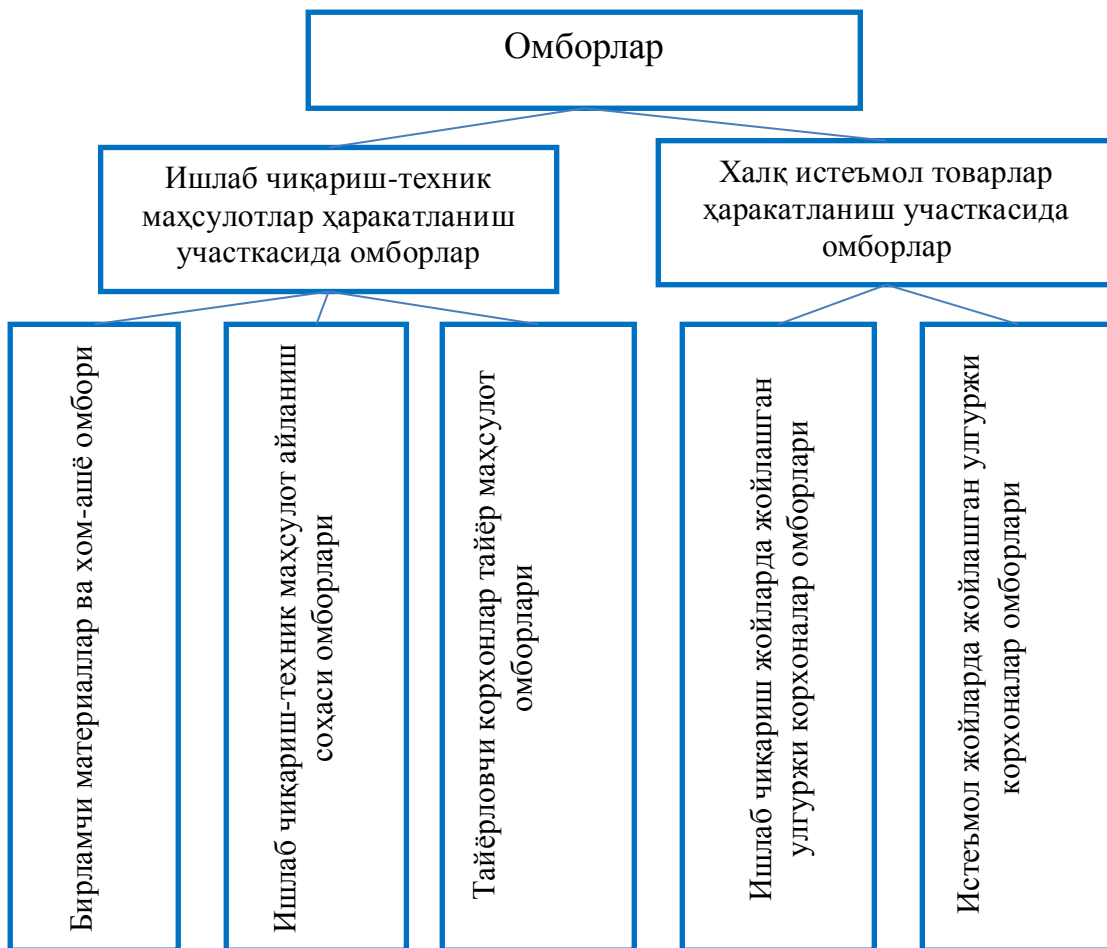 Омборлар
Ишлаб чиқариш-техник
маҳсулотлар ҳаракатланиш
участкасида омборлар
Халқ истеъмол товарлар
ҳаракатланиш участкасида
омборлар
Бирламчи материаллар ва хом-ашё омбори
Ишлаб чиқариш-техник маҳсулот айланиш
соҳаси омборлари
Тайёрловчи корхонлар тайёр маҳсулот
омборлари
Ишлаб чиқариш жойларда жойлашган
улгуржи корхоналар омборлари
Истеъмол жойларда жойлашган улгуржи
корхоналар омборлари